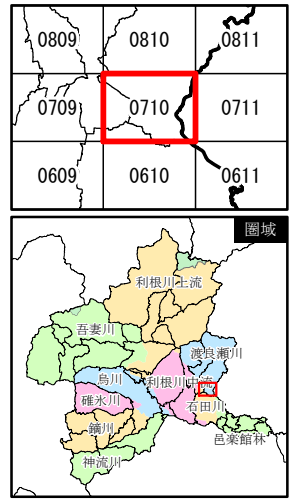 0809 0810 0811
0709 0710 0711
0609 0610 0611
圏域
利根川上流
吾妻川
渡良瀬川
烏川
利根川中流
碓氷川
石田川
鏑川
邑楽館林
神流川